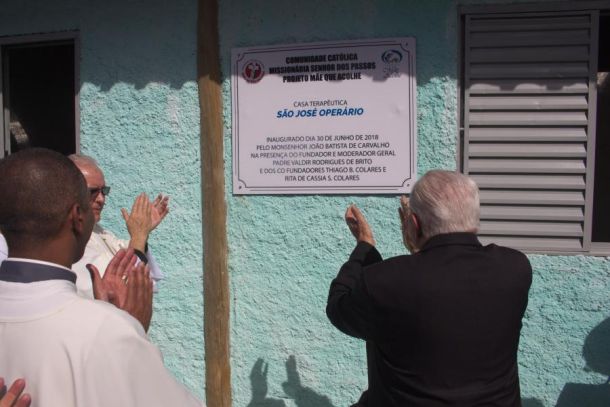 COMUNIDADE CATÓLICA
MISSIONÁRIA SENHOR DOS PASSOS
PROJETO MÃE QUE ACOLHE
CASA TERAPÊUTICA
SÃO JOSÉ OPERÁRIO
INAUGURADO DIA 30 DE JUNHO DE 2018
PELO MONSENHOR JOÃO BATISTA DE CARVALHO
NA PRESENÇA DO FUNDADOR E MODERADOR GERAL
PADRE VALDIR RODRIGUES DE BRITO
E DOS CO FUNDADORES THIAGO B. COLARES E
RITA DE CASSIA S. COLARES